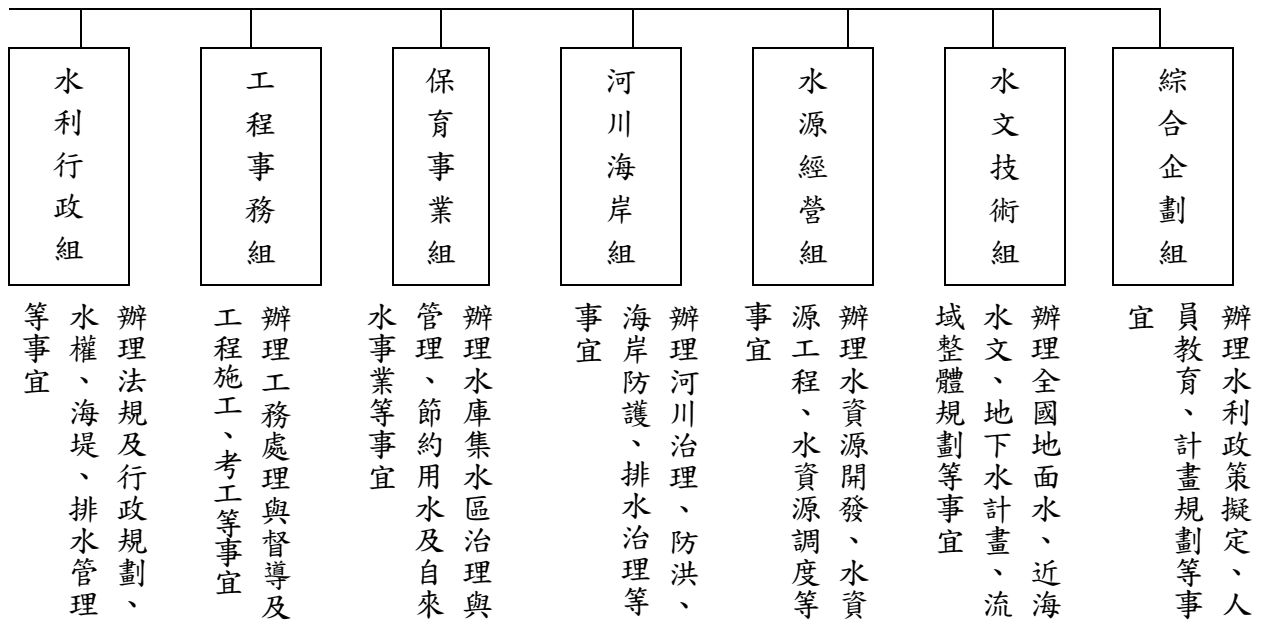 綜合企劃組
辦理水利政策擬定、人
員教育、計畫規劃等事
宜
水文技術組
辦理全國地面水、近海
水文、地下水計畫、流
域整體規劃等事宜
水源經營組
辦理水資源開發、水資
源工程、水資源調度等
事宜
河川海岸組
辦理河川治理、防洪、
海岸防護、排水治理等
事宜
保育事業組
辦理水庫集水區治理與
管理、節約用水及自來
水事業等事宜
工程事務組
辦理工務處理與督導及
工程施工、考工等事宜
水利行政組
辦理法規及行政規劃、
水權、海堤、排水管理
等事宜